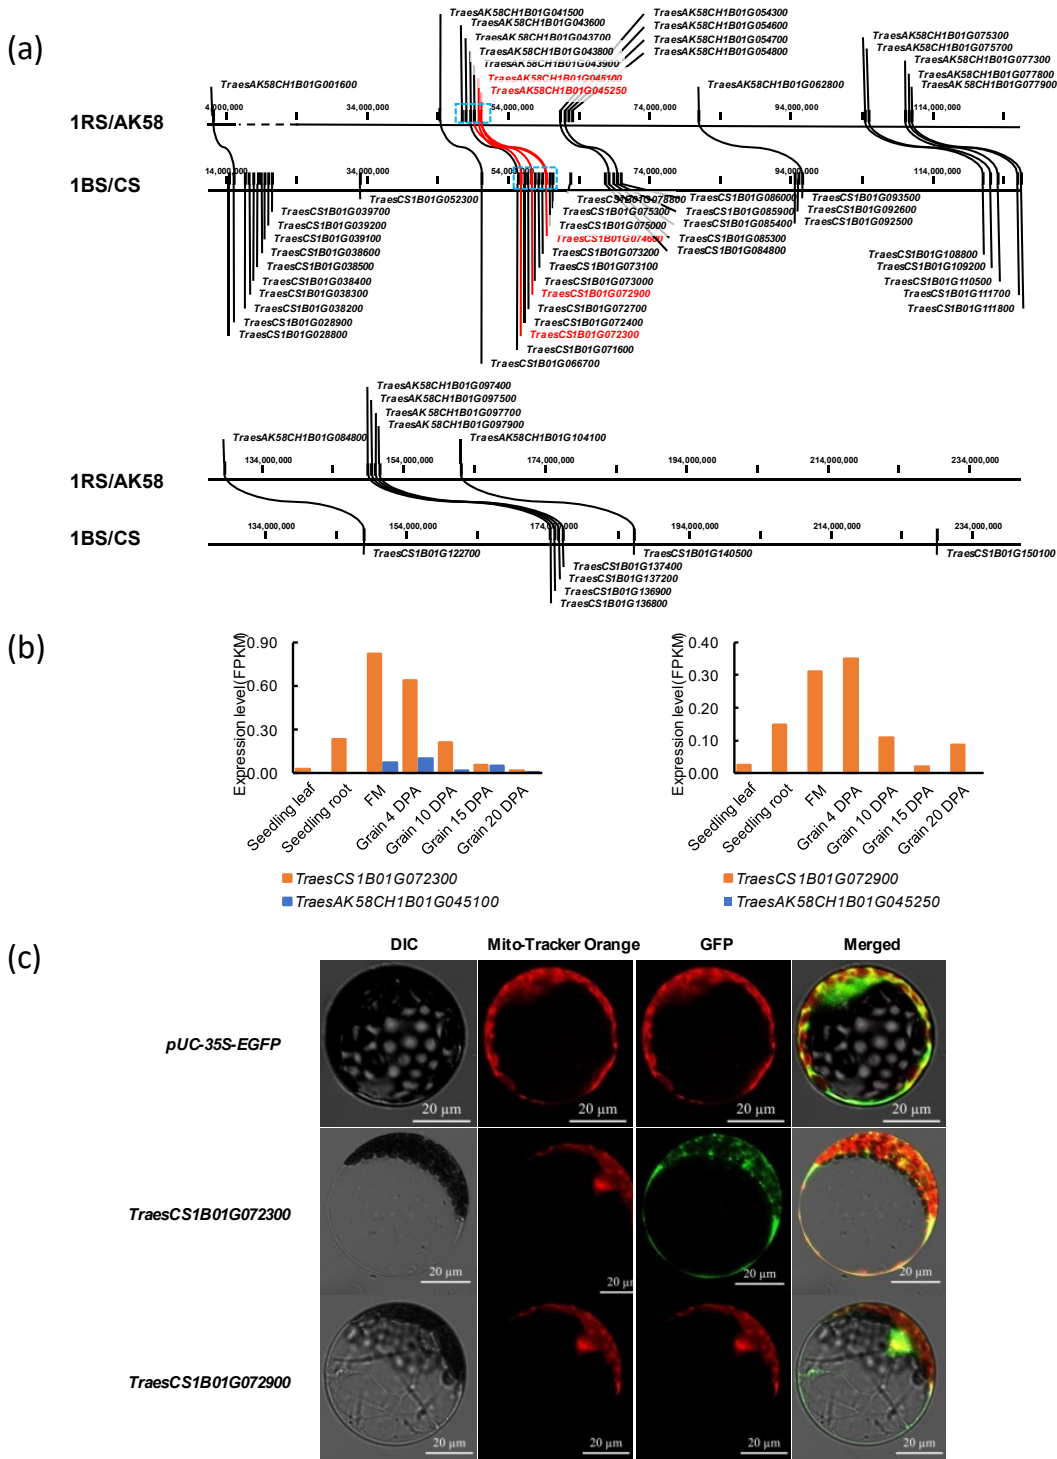 (a)
TraesAK58CH1B01G041500
TraesAK58CH1B01G043600
TraesAK58CH1B01G043700
TraesAK58CH1B01G043800
TraesAK58CH1B01G043900
TraesAK58CH1B01G045100
TraesAK58CH1B01G045250
TraesAK58CH1B01G054300
TraesAK58CH1B01G054600
TraesAK58CH1B01G054700
TraesAK58CH1B01G054800
TraesAK58CH1B01G001600
TraesAK58CH1B01G062800
TraesAK58CH1B01G075300
TraesAK58CH1B01G075700
TraesAK58CH1B01G077300
TraesAK58CH1B01G077800
TraesAK58CH1B01G077900
4,000,000 34,000,000 54,000,000 74,000,000 94,000,000 114,000,000
1RS/AK58
14,000,000 34,000,000 54,000,000 74,000,000 94,000,000 114,000,000
1BS/CS
TraesCS1B01G052300
TraesCS1B01G039700
TraesCS1B01G039200
TraesCS1B01G039100
TraesCS1B01G038600
TraesCS1B01G038500
TraesCS1B01G038400
TraesCS1B01G038300
TraesCS1B01G038200
TraesCS1B01G028900
TraesCS1B01G028800
TraesCS1B01G078800
TraesCS1B01G075300
TraesCS1B01G075000
TraesCS1B01G074600
TraesCS1B01G073200
TraesCS1B01G073100
TraesCS1B01G073000
TraesCS1B01G072900
TraesCS1B01G072700
TraesCS1B01G072400
TraesCS1B01G072300
TraesCS1B01G071600
TraesCS1B01G066700
TraesCS1B01G086000
TraesCS1B01G085900
TraesCS1B01G085400
TraesCS1B01G085300
TraesCS1B01G084800
TraesCS1B01G093500
TraesCS1B01G092600
TraesCS1B01G092500
TraesCS1B01G108800
TraesCS1B01G109200
TraesCS1B01G110500
TraesCS1B01G111700
TraesCS1B01G111800
TraesAK58CH1B01G097400
TraesAK58CH1B01G097500
TraesAK58CH1B01G097700
TraesAK58CH1B01G097900
TraesAK58CH1B01G084800
TraesAK58CH1B01G104100
134,000,000 154,000,000 174,000,000 194,000,000 214,000,000 234,000,000
1RS/AK58
134,000,000 154,000,000 174,000,000 194,000,000 214,000,000 234,000,000
1BS/CS
TraesCS1B01G122700
TraesCS1B01G140500
TraesCS1B01G150100
TraesCS1B01G137400
TraesCS1B01G137200
TraesCS1B01G136900
TraesCS1B01G136800
(b)
Expression level(FPKM)
0.90
0.60
0.30
0.00
Seedling leaf
Seedling root
FM
Grain 4 DPA
Grain 10 DPA
Grain 15 DPA
Grain 20 DPA
TraesCS1B01G072300
TraesAK58CH1B01G045100
Expression level(FPKM)
0.40
0.30
0.20
0.10
0.00
Seedling leaf
Seedling root
FM
Grain 4 DPA
Grain 10 DPA
Grain 15 DPA
Grain 20 DPA
TraesCS1B01G072900
TraesAK58CH1B01G045250
(c)
DIC Mito-Tracker Orange GFP Merged
pUC-35S-EGFP
20 µm 20 µm 20 µm 20 µm
TraesCS1B01G072300
20 µm 20 µm 20 µm 20 µm
TraesCS1B01G072900
20 µm 20 µm 20 µm 20 µm